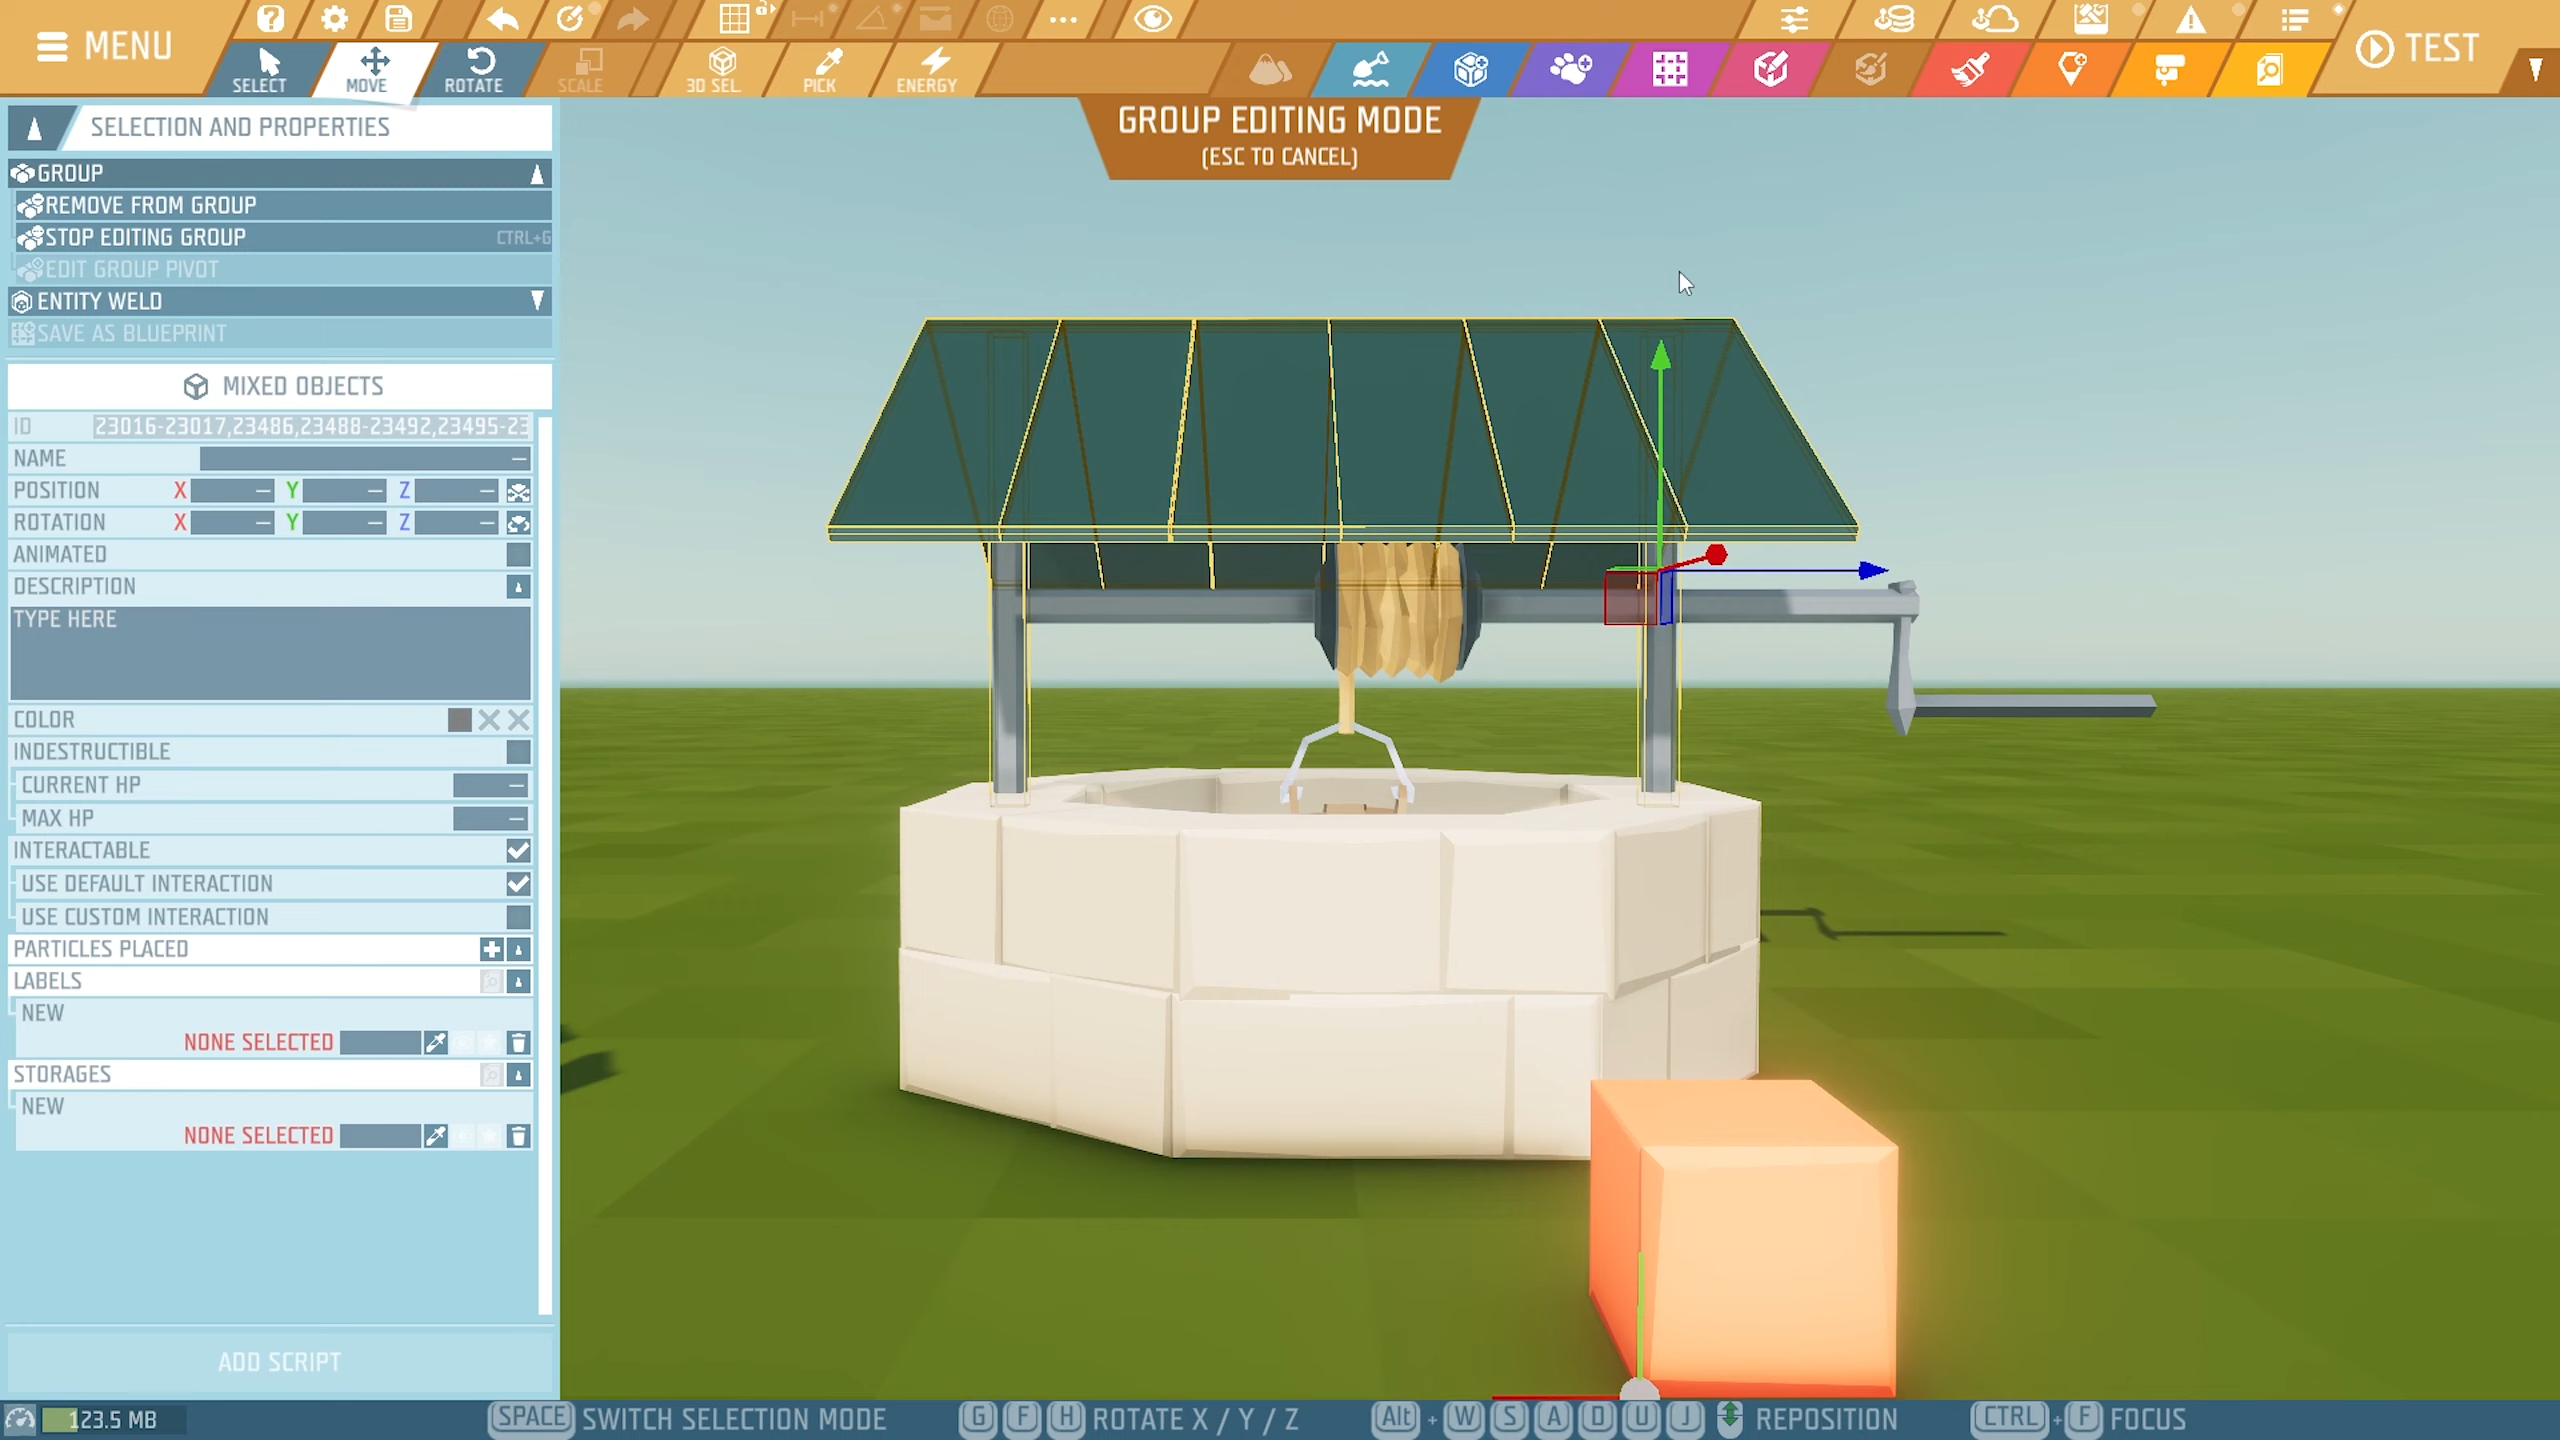 MENU
SELECT
MOVE
ROTATE
SCALE
3D SEL.
PICK
ENERGY
TEST
GROUP EDITING MODE
(ESC TO CANCEL)
SELECTION AND PROPERTIES
GROUP
REMOVE FROM GROUP
STOP EDITING GROUP CTRL+G
EDIT GROUP PIVOT
ENTITY WELD
SAVE AS BLUEPRINT
MIXED OBJECTS
ID 23016-23017,23486,23488-23492,23495-23
NAME –
POSITION X – Y – Z –
ROTATION X – Y – Z –
ANIMATED
DESCRIPTION
TYPE HERE
COLOR
INDESTRUCTIBLE
CURRENT HP –
MAX HP –
INTERACTABLE
USE DEFAULT INTERACTION
USE CUSTOM INTERACTION
PARTICLES PLACED
LABELS
NEW
NONE SELECTED
STORAGES
NEW
NONE SELECTED
ADD SCRIPT
123.5 MB
SPACE SWITCH SELECTION MODE
G F H ROTATE X / Y / Z
Alt + W S A D U J REPOSITION
CTRL + F FOCUS